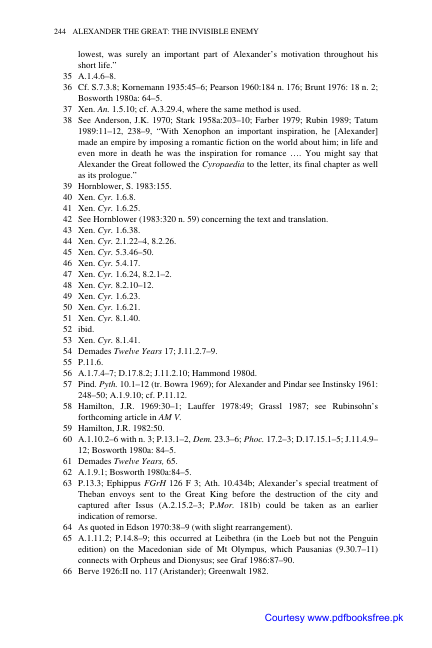 244 ALEXANDER THE GREAT: THE INVISIBLE ENEMY
lowest, was surely an important part of Alexander's motivation throughout his
short life."
35 A.1.4.6–8.
36 Cf. S.7.3.8; Kornemann 1935:45–6; Pearson 1960:184 n. 176; Brunt 1976: 18 n. 2;
Bosworth 1980a: 64–5.
37 Xen. An. 1.5.10; cf. A.3.29.4, where the same method is used.
38 See Anderson, J.K. 1970; Stark 1958a:203–10; Farber 1979; Rubin 1989; Tatum
1989:11–12, 238–9, "With Xenophon an important inspiration, he [Alexander]
made an empire by imposing a romantic fiction on the world about him; in life and
even more in death he was the inspiration for romance …. You might say that
Alexander the Great followed the Cyropaedia to the letter, its final chapter as well
as its prologue."
39 Hornblower, S. 1983:155.
40 Xen. Cyr. 1.6.8.
41 Xen. Cyr. 1.6.25.
42 See Hornblower (1983:320 n. 59) concerning the text and translation.
43 Xen. Cyr. 1.6.38.
44 Xen. Cyr. 2.1.22–4, 8.2.26.
45 Xen. Cyr. 5.3.46–50.
46 Xen. Cyr. 5.4.17.
47 Xen. Cyr. 1.6.24, 8.2.1–2.
48 Xen. Cyr. 8.2.10–12.
49 Xen. Cyr. 1.6.23.
50 Xen. Cyr. 1.6.21.
51 Xen. Cyr. 8.1.40.
52 ibid.
53 Xen. Cyr. 8.1.41.
54 Demades Twelve Years 17; J.11.2.7–9.
55 P.11.6.
56 A.1.7.4–7; D.17.8.2; J.11.2.10; Hammond 1980d.
57 Pind. Pyth. 10.1–12 (tr. Bowra 1969); for Alexander and Pindar see Instinsky 1961:
248–50; A.1.9.10; cf. P.11.12.
58 Hamilton, J.R. 1969:30–1; Lauffer 1978:49; Grassl 1987; see Rubinsohn's
forthcoming article in AM V.
59 Hamilton, J.R. 1982:50.
60 A.1.10.2–6 with n. 3; P.13.1–2, Dem. 23.3–6; Phoc. 17.2–3; D.17.15.1–5; J.11.4.9–
12; Bosworth 1980a: 84–5.
61 Demades Twelve Years, 65.
62 A.1.9.1; Bosworth 1980a:84–5.
63 P.13.3; Ephippus FGrH 126 F 3; Ath. 10.434b; Alexander's special treatment of
Theban envoys sent to the Great King before the destruction of the city and
captured after Issus (A.2.15.2–3; P.Mor. 181b) could be taken as an earlier
indication of remorse.
64 As quoted in Edson 1970:38–9 (with slight rearrangement).
65 A.1.11.2; P.14.8–9; this occurred at Leibethra (in the Loeb but not the Penguin
edition) on the Macedonian side of Mt Olympus, which Pausanias (9.30.7–11)
connects with Orpheus and Dionysus; see Graf 1986:87–90.
66 Berve 1926:II no. 117 (Aristander); Greenwalt 1982.
Courtesy www.pdfbooksfree.pk